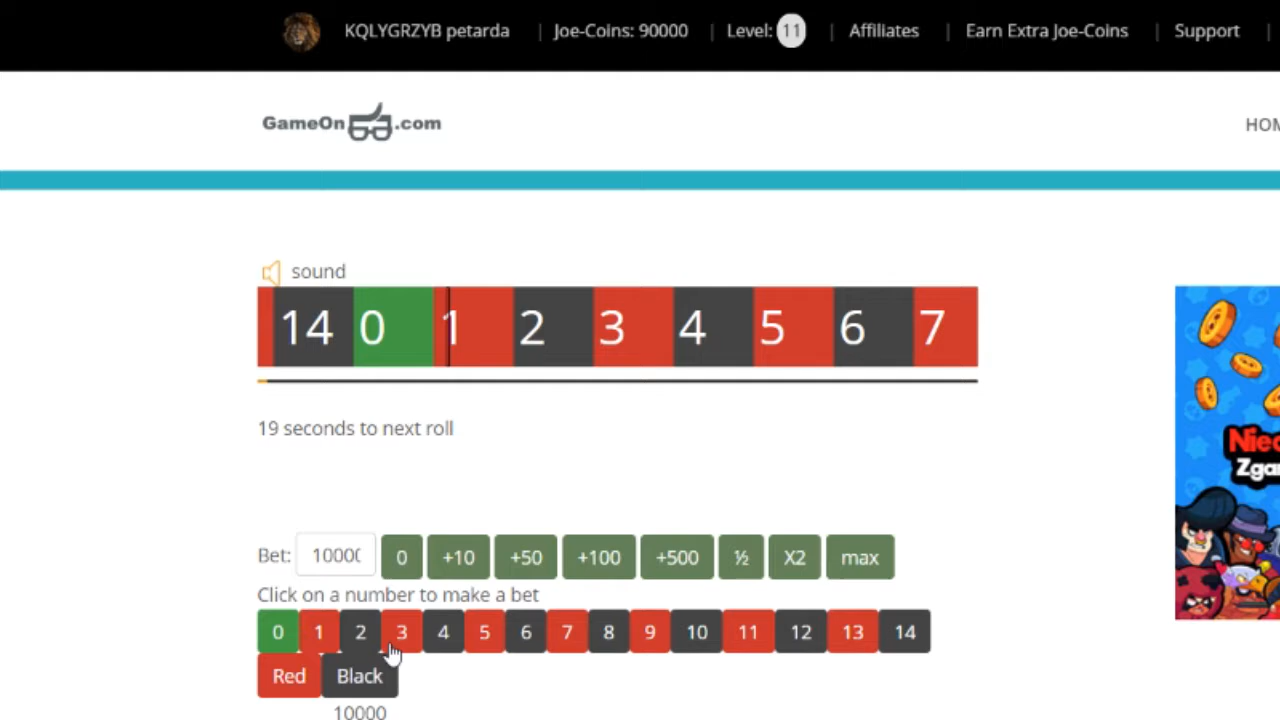 KQLYGRZYB petarda | Joe-Coins: 90000 | Level: 11 | Affiliates | Earn Extra Joe-Coins | Support |
GameOn .com
HOM
sound
14 0 1 2 3 4 5 6 7
19 seconds to next roll
Bet: 10000 0 +10 +50 +100 +500 ½ X2 max
Click on a number to make a bet
0 1 2 3 4 5 6 7 8 9 10 11 12 13 14
Red Black
10000